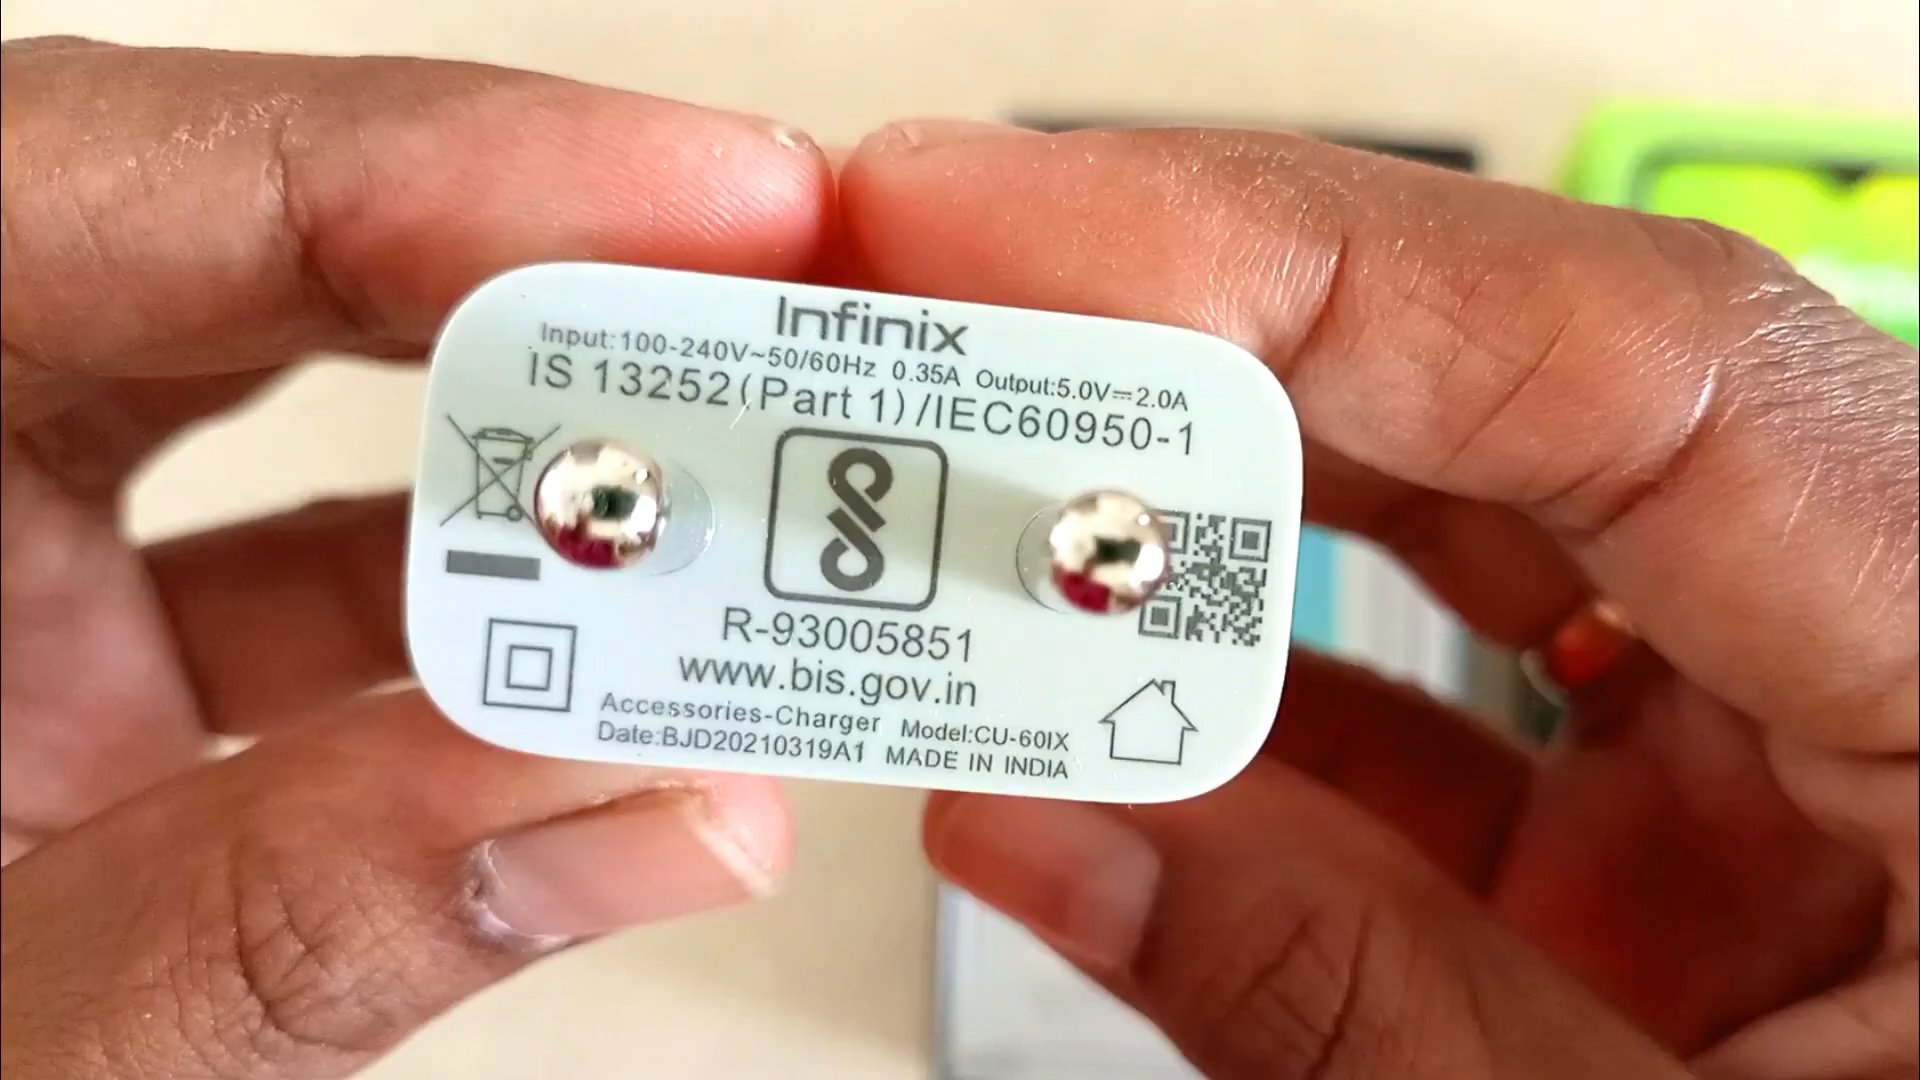 Infinix
Input:100-240V~50/60Hz 0.35A Output:5.0V⎓2.0A
IS 13252(Part 1)/IEC60950-1
R-93005851
www.bis.gov.in
Accessories-Charger Model:CU-60IX
Date:BJD20210319A1 MADE IN INDIA